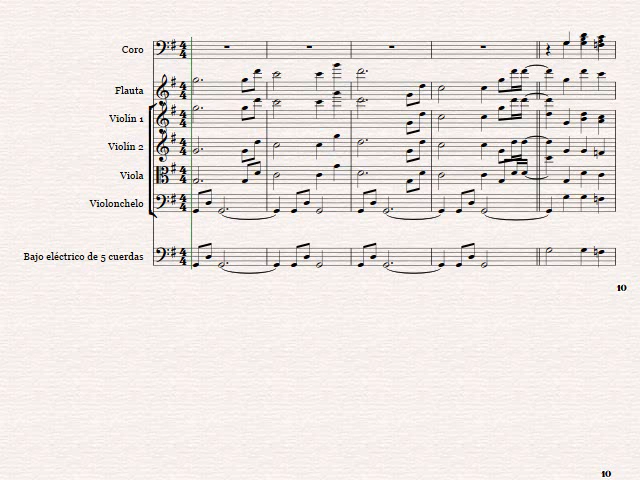 Coro
Flauta
Violín 1
Violín 2
Viola
Violonchelo
Bajo eléctrico de 5 cuerdas
10
10